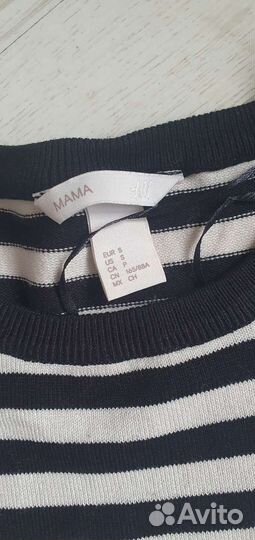 MAMA
H&M
EUR S
US S
CA P
CN 165/88A
MX CH
Avito